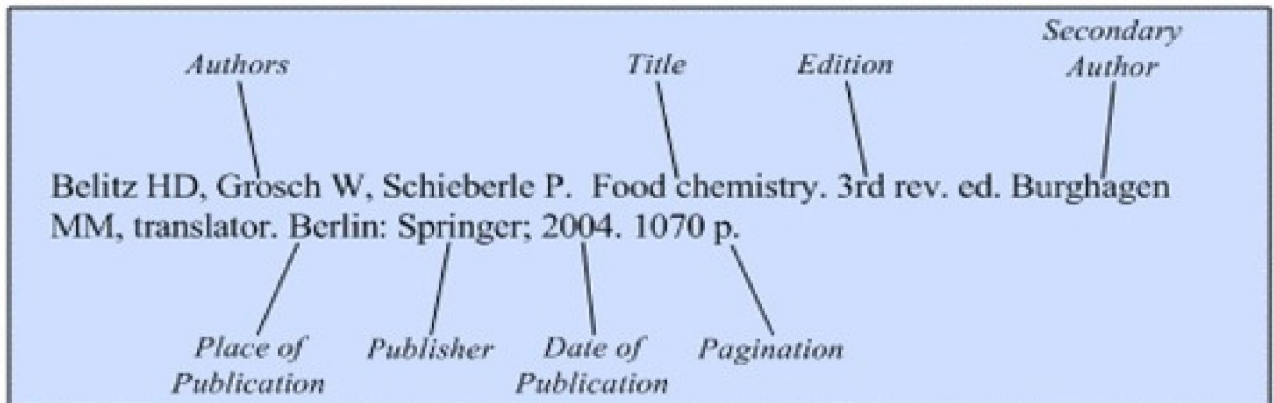 Secondary
Authors Title Edition Author
Belitz HD, Grosch W, Schieberle P.  Food chemistry. 3rd rev. ed. Burghagen
MM, translator. Berlin: Springer; 2004. 1070 p.
Place of Publisher Date of Pagination
Publication Publication